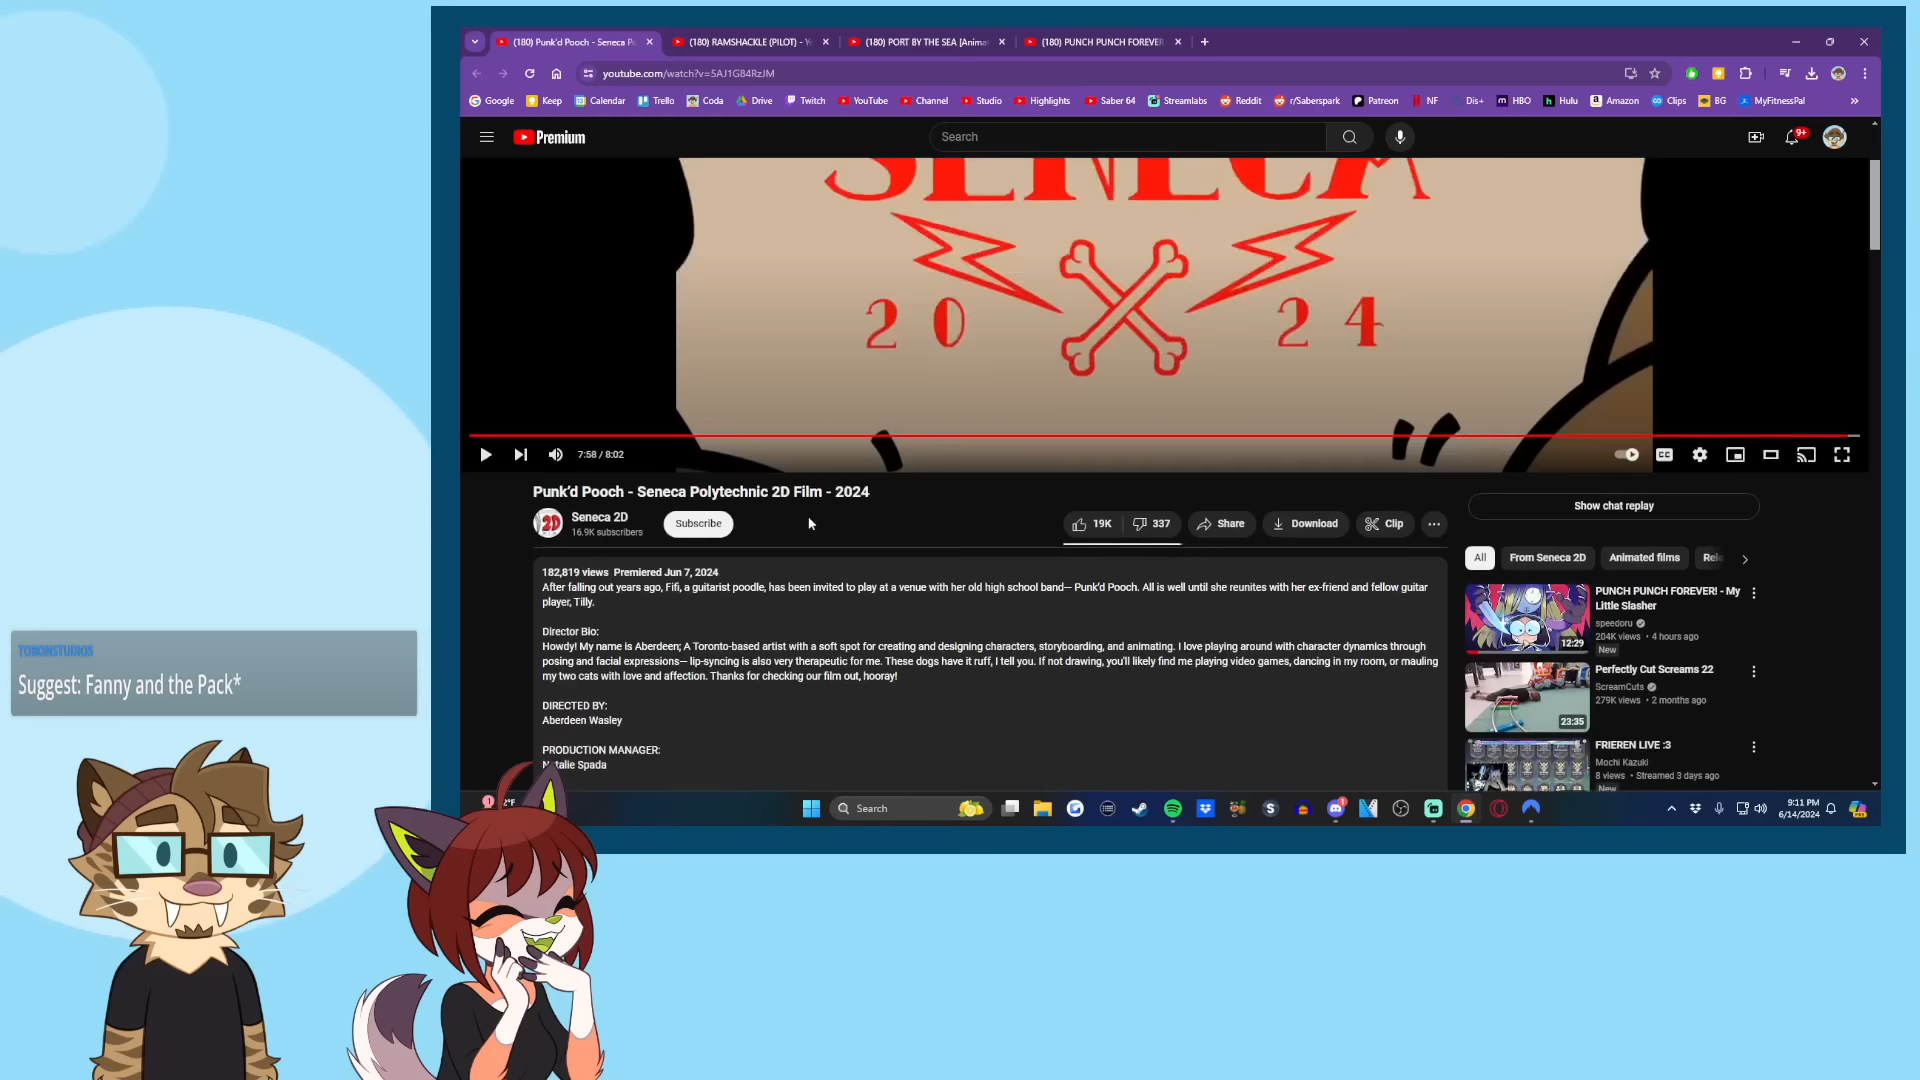 (180) Punk'd Pooch - Seneca Po
(180) RAMSHACKLE (PILOT) - Y
(180) PORT BY THE SEA [Anima
(180) PUNCH PUNCH FOREVER
youtube.com/watch?v=5AJ1G84RzJM
Google Keep Calendar Trello Coda Drive Twitch YouTube Channel Studio Highlights Saber 64 Streamlabs Reddit r/Saberspark Patreon NF Dis+ HBO Hulu Amazon Clips BG MyFitnessPal
Premium
Search
9+
SENECA
20 24
7:58 / 8:02
CC
Punk'd Pooch - Seneca Polytechnic 2D Film - 2024
2D
Seneca 2D
16.9K subscribers
Subscribe
19K 337 Share Download Clip
Show chat replay
All From Seneca 2D Animated films Rel
182,819 views Premiered Jun 7, 2024
After falling out years ago, Fifi, a guitarist poodle, has been invited to play at a venue with her old high school band— Punk'd Pooch. All is well until she reunites with her ex-friend and fellow guitar
player, Tilly.
Director Bio:
Howdy! My name is Aberdeen; A Toronto-based artist with a soft spot for creating and designing characters, storyboarding, and animating. I love playing around with character dynamics through
posing and facial expressions— lip-syncing is also very therapeutic for me. These dogs have it ruff, I tell you. If not drawing, you'll likely find me playing video games, dancing in my room, or mauling
my two cats with love and affection. Thanks for checking our film out, hooray!
DIRECTED BY:
Aberdeen Wasley
PRODUCTION MANAGER:
Natalie Spada
PUNCH PUNCH FOREVER! - My
Little Slasher
speedoru
204K views • 4 hours ago
New
12:29
Perfectly Cut Screams 22
ScreamCuts
279K views • 2 months ago
23:35
FRIEREN LIVE :3
Mochi Kazuki
8 views • Streamed 3 days ago
New
TOBONSTUDIOS
Suggest: Fanny and the Pack*
2°F
Search
9:11 PM
6/14/2024